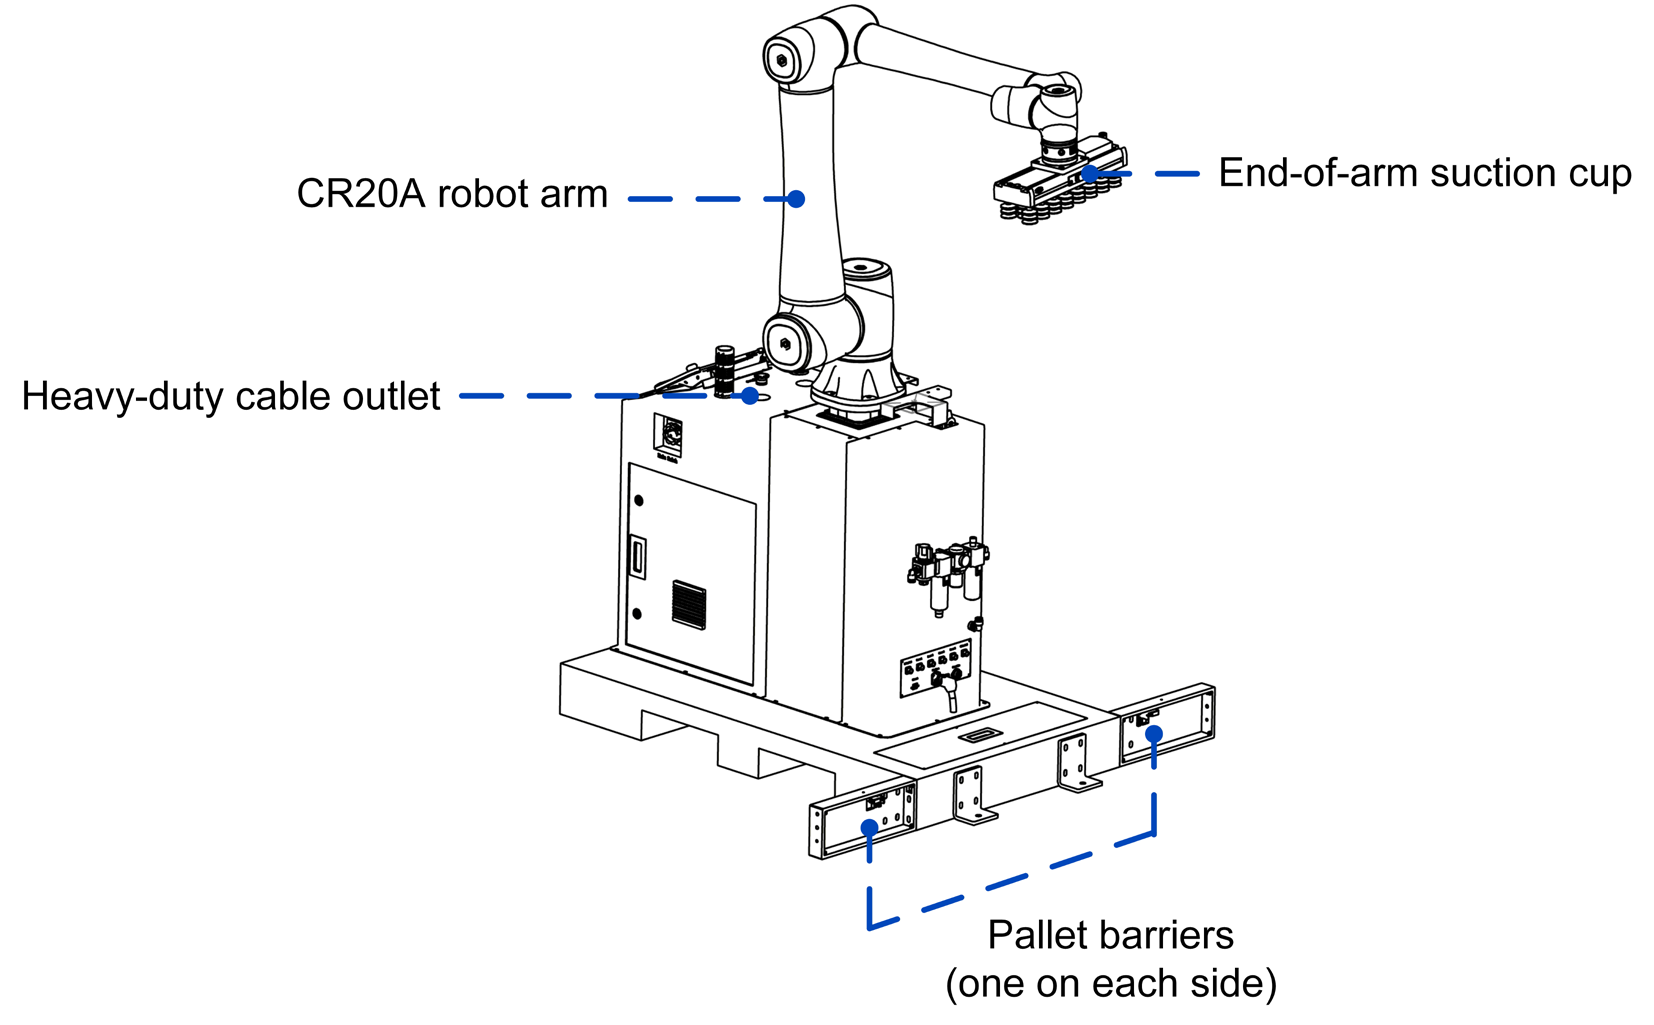 CR20A robot arm
End-of-arm suction cup
Heavy-duty cable outlet
Pallet barriers
(one on each side)